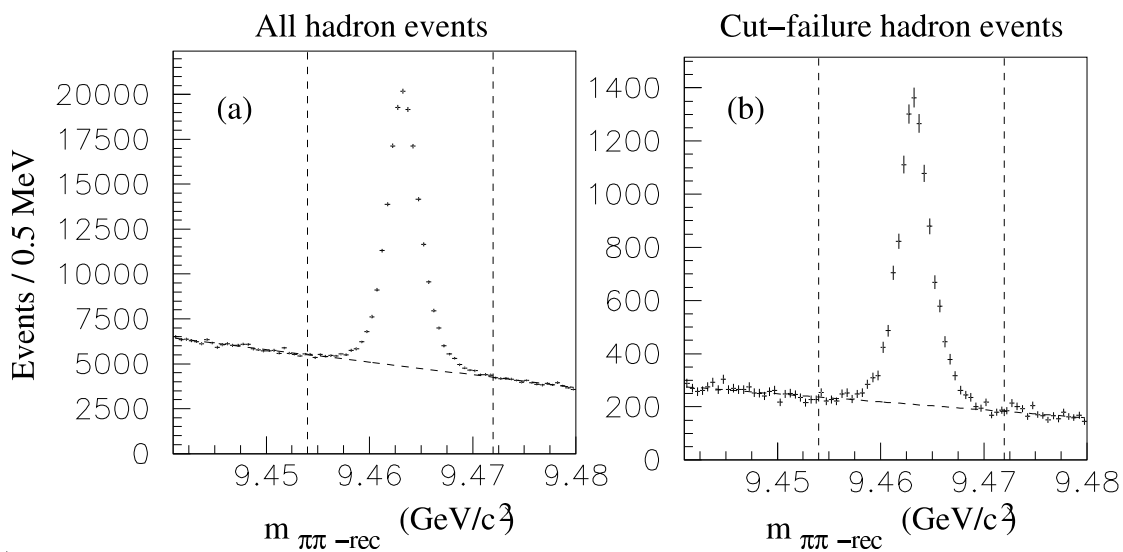 All hadron events
(a)
Events / 0.5 MeV
20000
17500
15000
12500
10000
7500
5000
2500
0
9.45 9.46 9.47 9.48
m ππ −rec (GeV/c²)
Cut−failure hadron events
(b)
1400
1200
1000
800
600
400
200
0
9.45 9.46 9.47 9.48
m ππ −rec (GeV/c²)